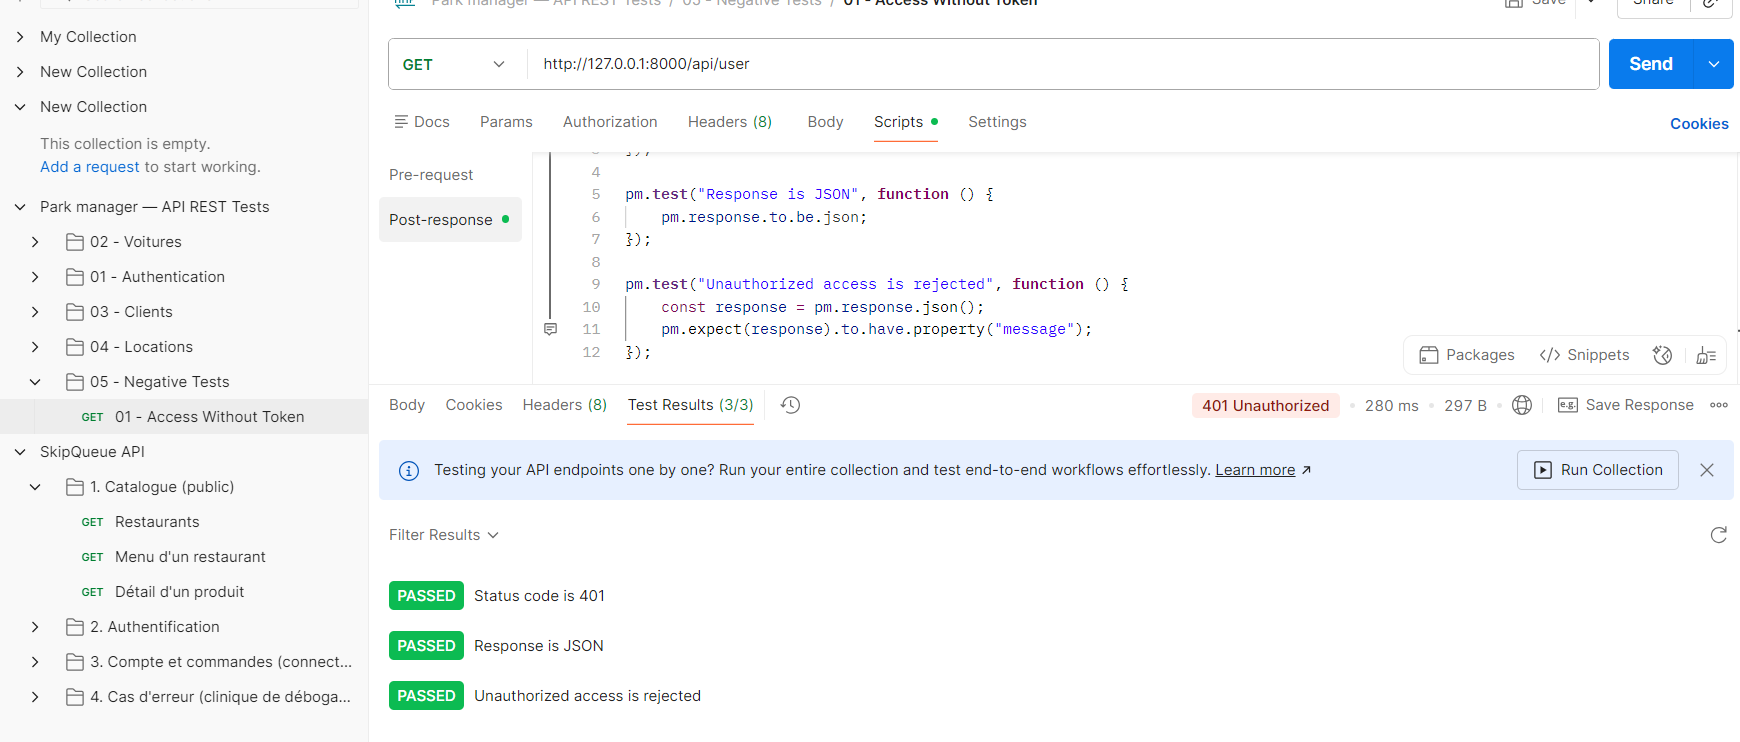 Park manager — API REST Tests / 05 - Negative Tests / 01 - Access Without Token
Save
Share
My Collection
New Collection
New Collection
This collection is empty.
Add a request to start working.
Park manager — API REST Tests
02 - Voitures
01 - Authentication
03 - Clients
04 - Locations
05 - Negative Tests
GET 01 - Access Without Token
SkipQueue API
1. Catalogue (public)
GET Restaurants
GET Menu d'un restaurant
GET Détail d'un produit
2. Authentification
3. Compte et commandes (connect...
4. Cas d'erreur (clinique de déboga...
GET http://127.0.0.1:8000/api/user
Send
Docs Params Authorization Headers (8) Body Scripts Settings
Cookies
Pre-request
Post-response
3 });
4
5 pm.test("Response is JSON", function () {
6 pm.response.to.be.json;
7 });
8
9 pm.test("Unauthorized access is rejected", function () {
10 const response = pm.response.json();
11 pm.expect(response).to.have.property("message");
12 });
Packages </> Snippets
Body Cookies Headers (8) Test Results (3/3)
401 Unauthorized • 280 ms • 297 B • e.g. Save Response
Testing your API endpoints one by one? Run your entire collection and test end-to-end workflows effortlessly. Learn more ↗
Run Collection
Filter Results
PASSED Status code is 401
PASSED Response is JSON
PASSED Unauthorized access is rejected